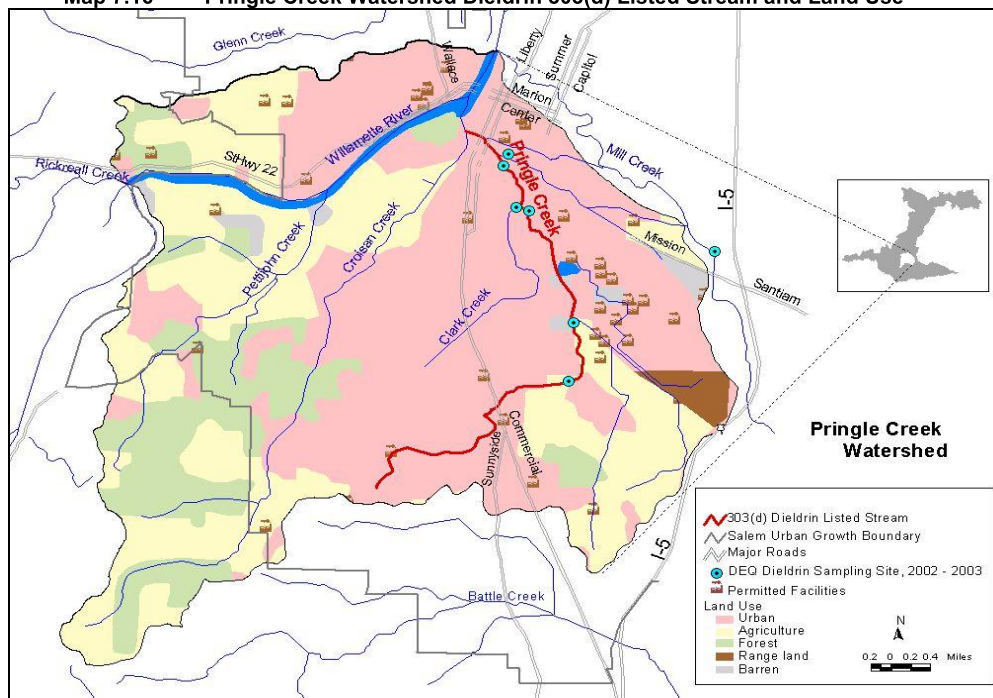 Map 7.16 Pringle Creek Watershed Dieldrin 303(d) Listed Stream and Land Use
Glenn Creek
Wallace
Liberty
Summer
Capitol
Marion
Center
Willamette River
StHwy 22
Rickreall Creek
Pringle Creek
Mill Creek
I-5
Mission
Santiam
Croisan Creek
Pettijohn Creek
Clark Creek
Sunnyside
Commercial
I-5
Battle Creek
Pringle Creek
Watershed
303(d) Dieldrin Listed Stream
Salem Urban Growth Boundary
Major Roads
DEQ Dieldrin Sampling Site, 2002 - 2003
Permitted Facilities
Land Use
Urban
Agriculture
Forest
Range land
Barren
N
0.2 0 0.2 0.4 Miles